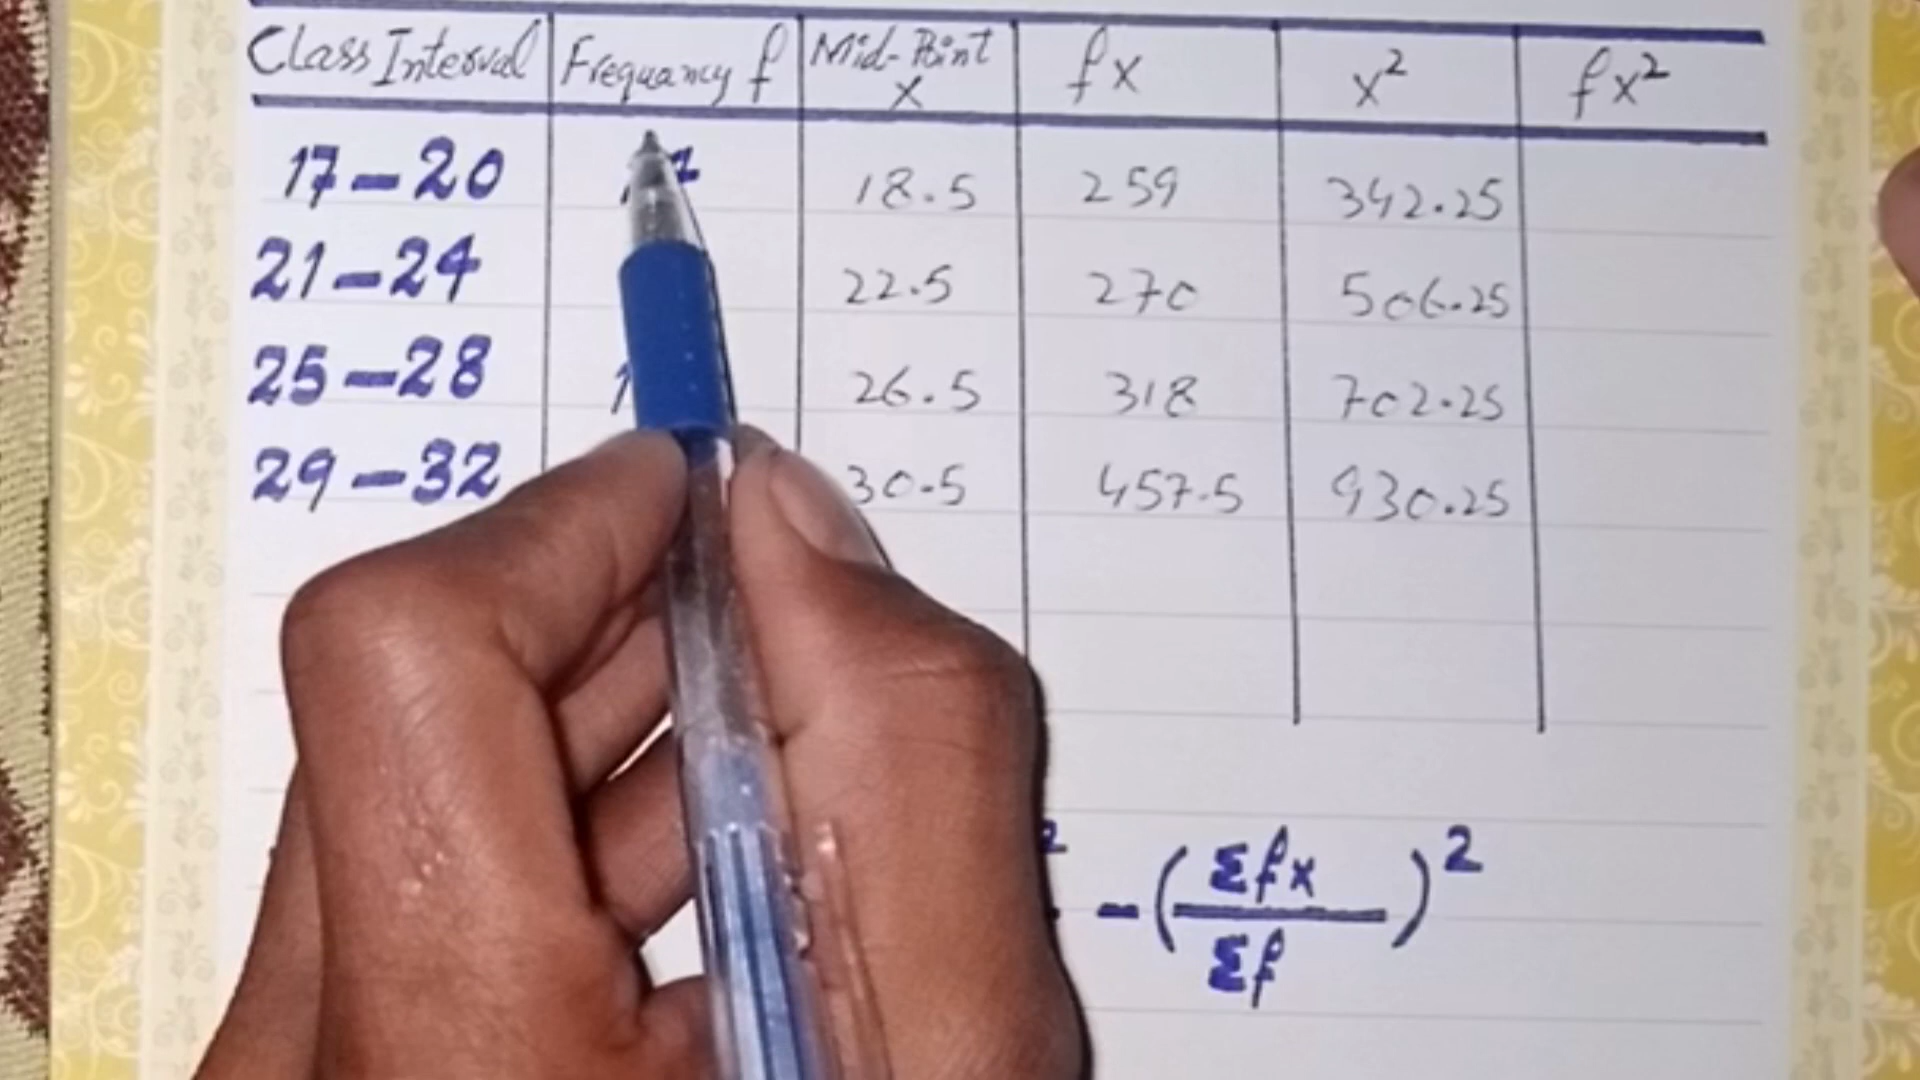 Class Interval Frequancy f Mid-Point x fx x² fx²
17-20 18.5 259 342.25
21-24 22.5 270 506.25
25-28 26.5 318 702.25
29-32 30.5 457.5 930.25
2 - (Σfx / Σf)²